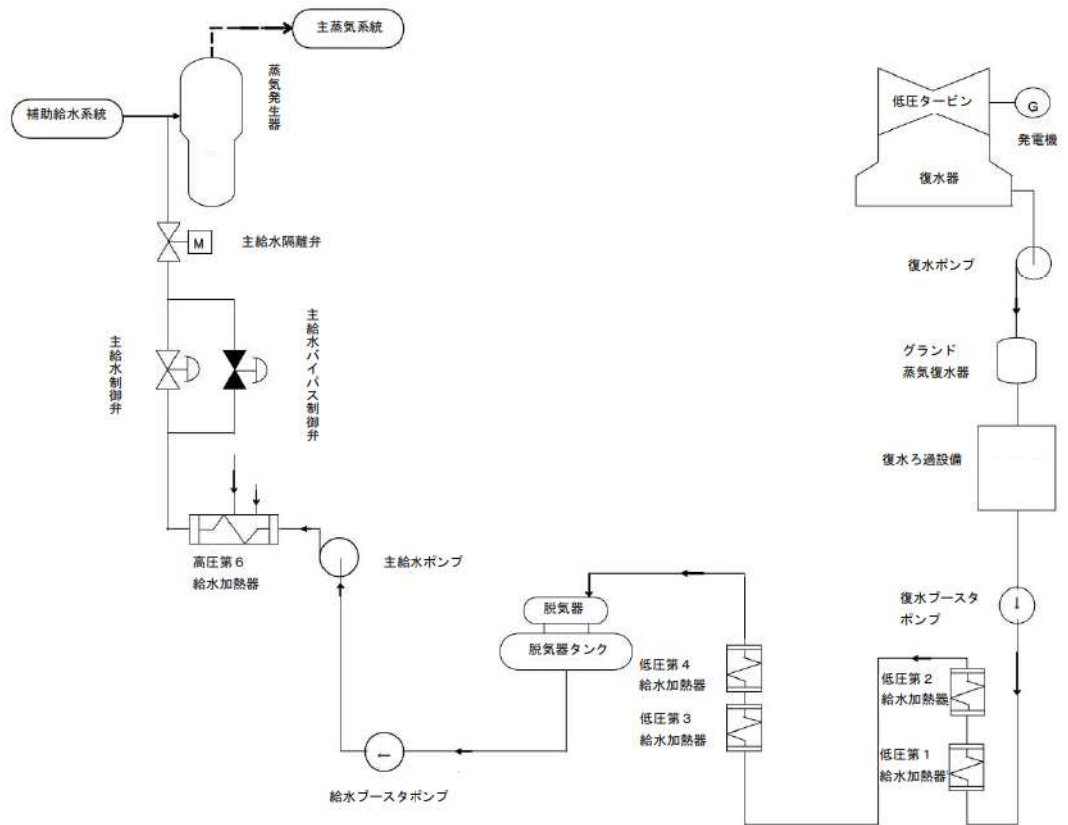 主蒸気系統
蒸気発生器
補助給水系統
低圧タービン
G
発電機
復水器
M
主給水隔離弁
復水ポンプ
主給水制御弁
主給水バイパス制御弁
グランド
蒸気復水器
復水ろ過設備
高圧第6
給水加熱器
主給水ポンプ
脱気器
脱気器タンク
復水ブースタ
ポンプ
低圧第4
給水加熱器
低圧第3
給水加熱器
低圧第2
給水加熱器
低圧第1
給水加熱器
給水ブースタポンプ